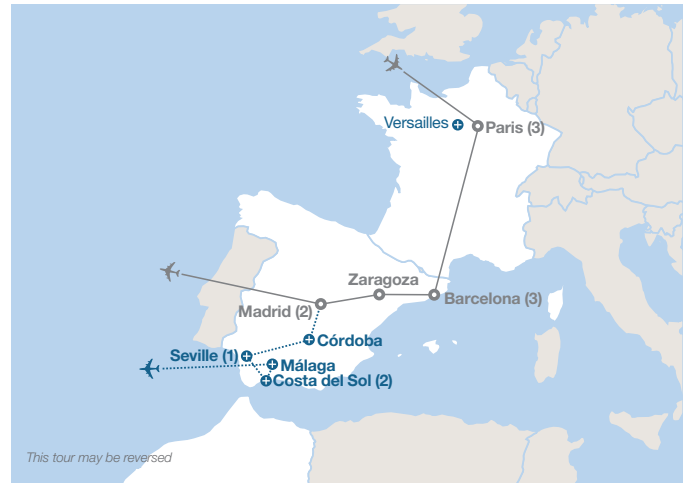 Versailles
Paris (3)
Zaragoza
Barcelona (3)
Madrid (2)
Córdoba
Seville (1)
Málaga
Costa del Sol (2)
This tour may be reversed